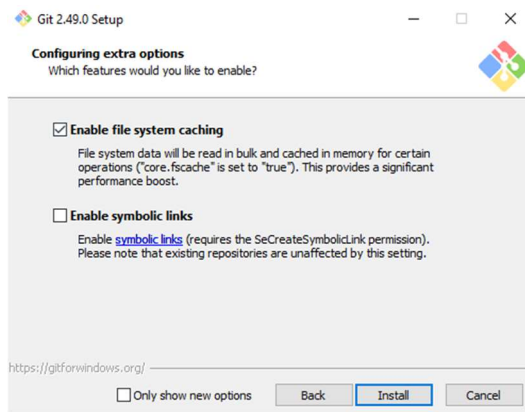 Git 2.49.0 Setup
Configuring extra options
Which features would you like to enable?
Enable file system caching
File system data will be read in bulk and cached in memory for certain
operations ("core.fscache" is set to "true"). This provides a significant
performance boost.
Enable symbolic links
Enable symbolic links (requires the SeCreateSymbolicLink permission).
Please note that existing repositories are unaffected by this setting.
https://gitforwindows.org/
Only show new options
Back
Install
Cancel